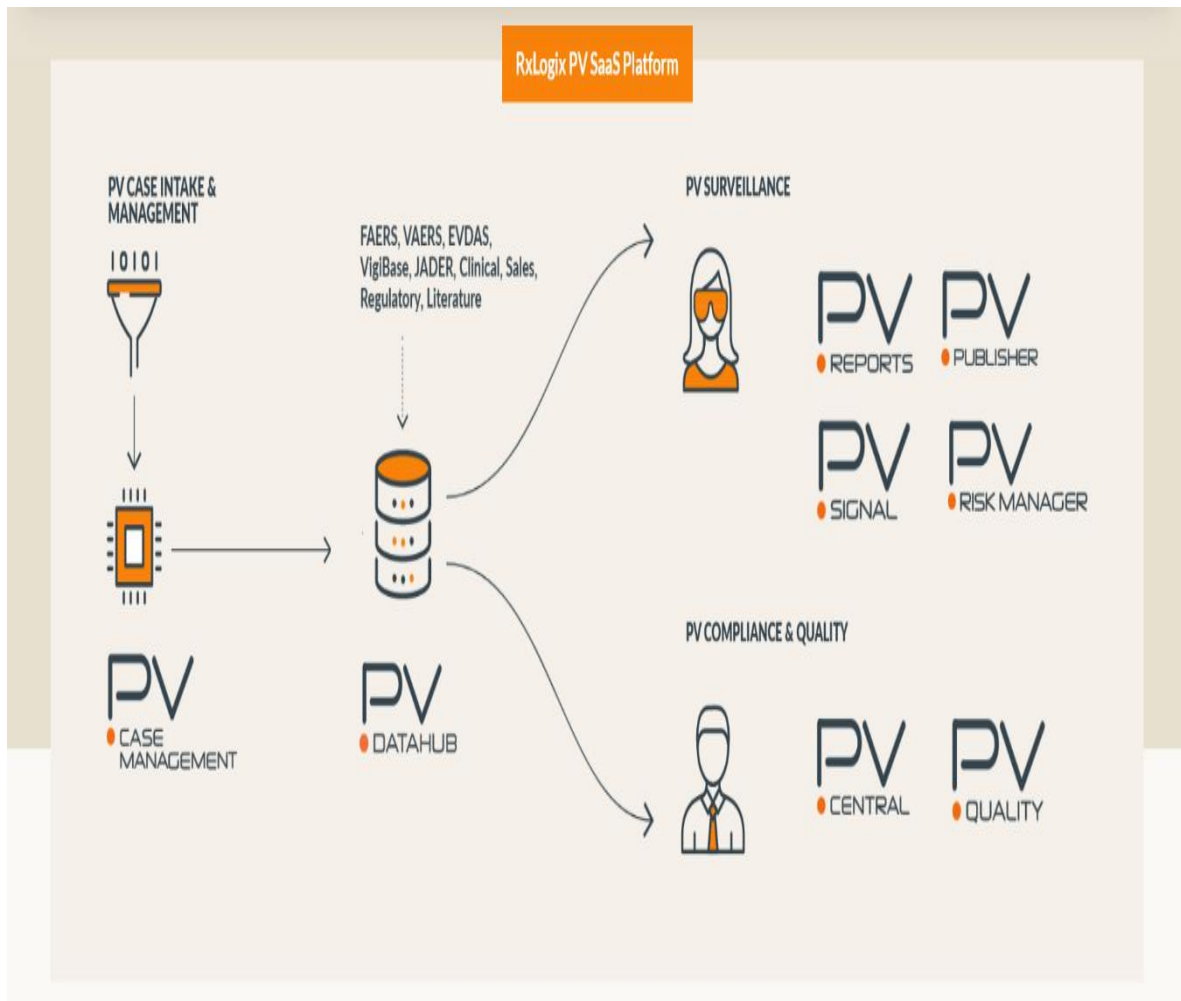 RxLogix PV SaaS Platform
PV CASE INTAKE &
MANAGEMENT
10101
FAERS, VAERS, EVDAS,
VigiBase, JADER, Clinical, Sales,
Regulatory, Literature
PV
CASE
MANAGEMENT
PV
DATAHUB
PV SURVEILLANCE
PV
REPORTS
PV
PUBLISHER
PV
SIGNAL
PV
RISK MANAGER
PV COMPLIANCE & QUALITY
PV
CENTRAL
PV
QUALITY